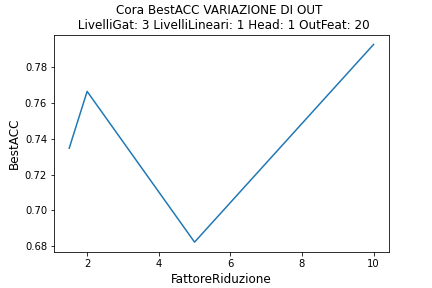 Cora BestACC VARIAZIONE DI OUT
LivelliGat: 3 LivelliLineari: 1 Head: 1 OutFeat: 20
BestACC
0.78
0.76
0.74
0.72
0.70
0.68
2 4 6 8 10
FattoreRiduzione